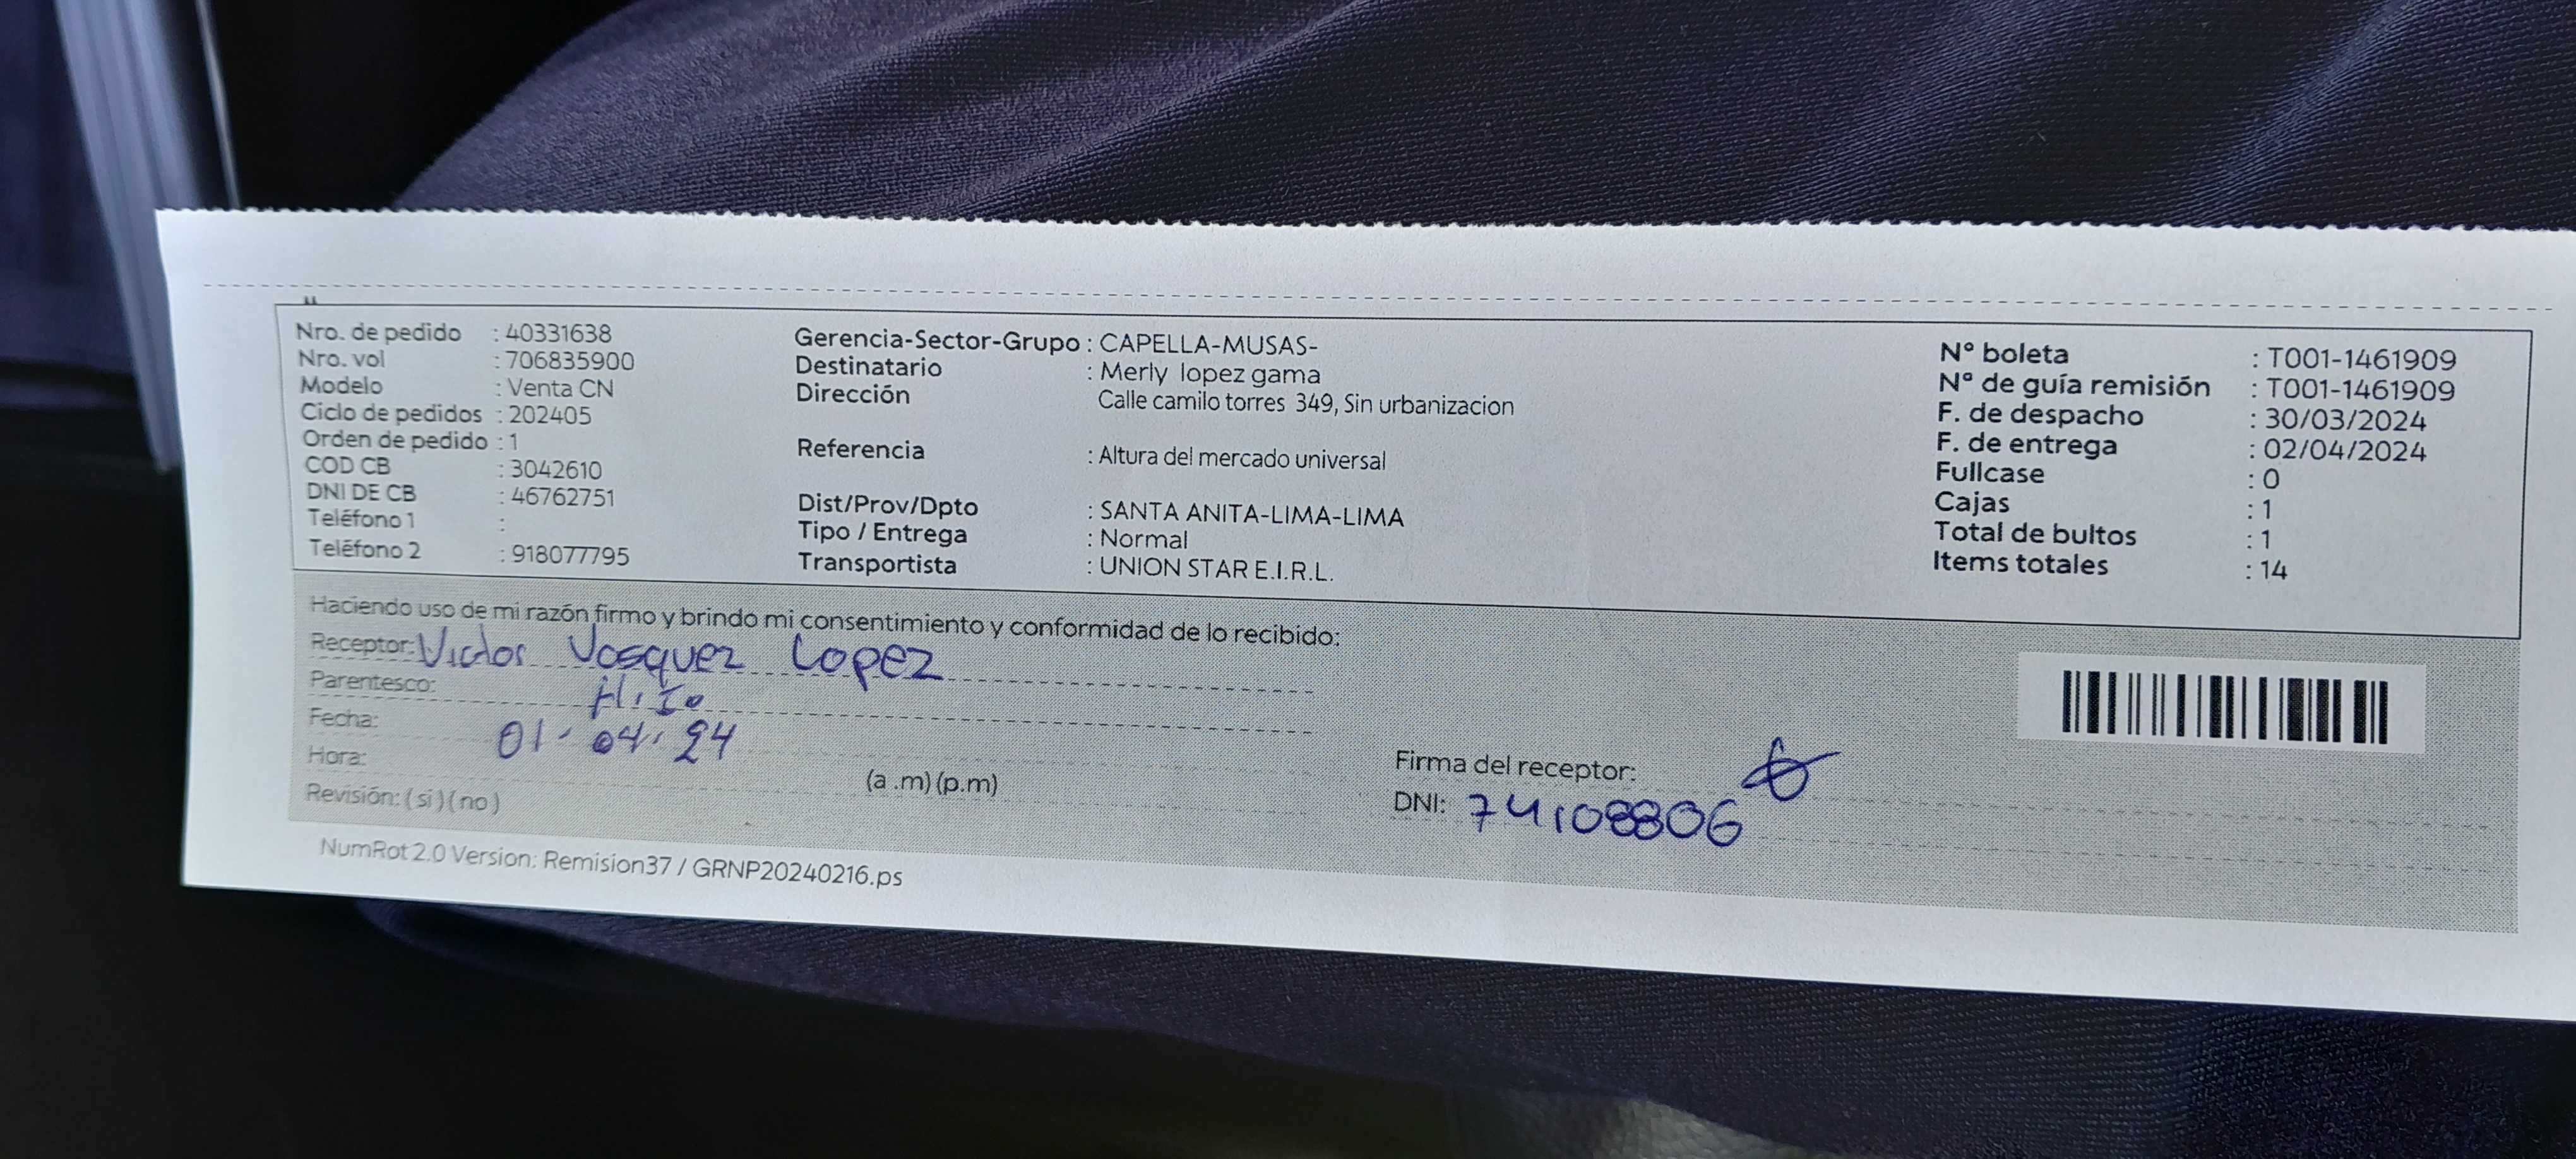 Nro. de pedido : 40331638
Nro. vol : 706835900
Modelo : Venta CN
Ciclo de pedidos : 202405
Orden de pedido : 1
COD CB : 3042610
DNI DE CB : 46762751
Teléfono 1 :
Teléfono 2 : 918077795
Gerencia-Sector-Grupo : CAPELLA-MUSAS-
Destinatario : Merly lopez gama
Dirección Calle camilo torres 349, Sin urbanizacion
Referencia : Altura del mercado universal
Dist/Prov/Dpto : SANTA ANITA-LIMA-LIMA
Tipo / Entrega : Normal
Transportista : UNION STAR E.I.R.L.
Nº boleta : T001-1461909
Nº de guía remisión : T001-1461909
F. de despacho : 30/03/2024
F. de entrega : 02/04/2024
Fullcase : 0
Cajas : 1
Total de bultos : 1
Items totales : 14
Haciendo uso de mi razón firmo y brindo mi consentimiento y conformidad de lo recibido:
Receptor: Victor Vasquez Lopez
Parentesco: HiJo
Fecha: 01-04-24
Hora: (a .m) (p.m)
Revisión: ( si ) ( no )
Firma del receptor:
DNI: 74108806
NumRot 2.0 Version: Remision37 / GRNP20240216.ps